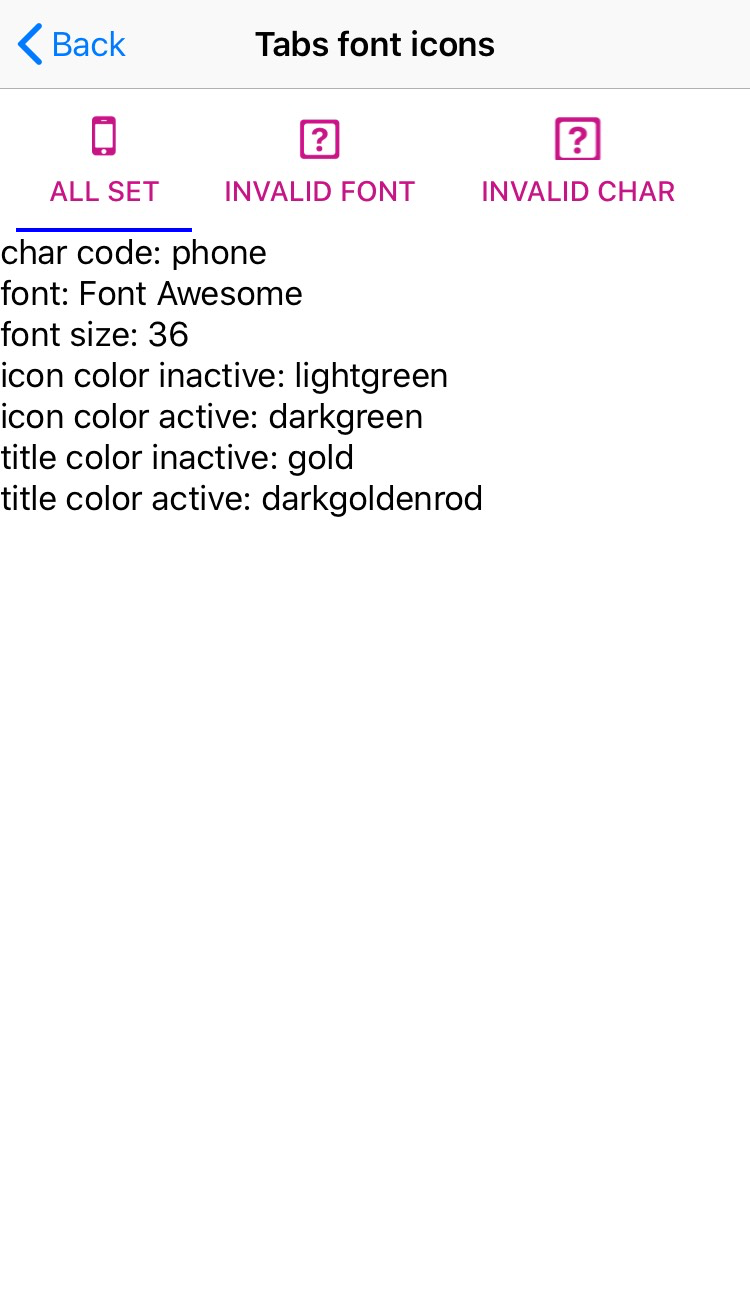 Back
Tabs font icons
ALL SET
INVALID FONT
INVALID CHAR
char code: phone
font: Font Awesome
font size: 36
icon color inactive: lightgreen
icon color active: darkgreen
title color inactive: gold
title color active: darkgoldenrod